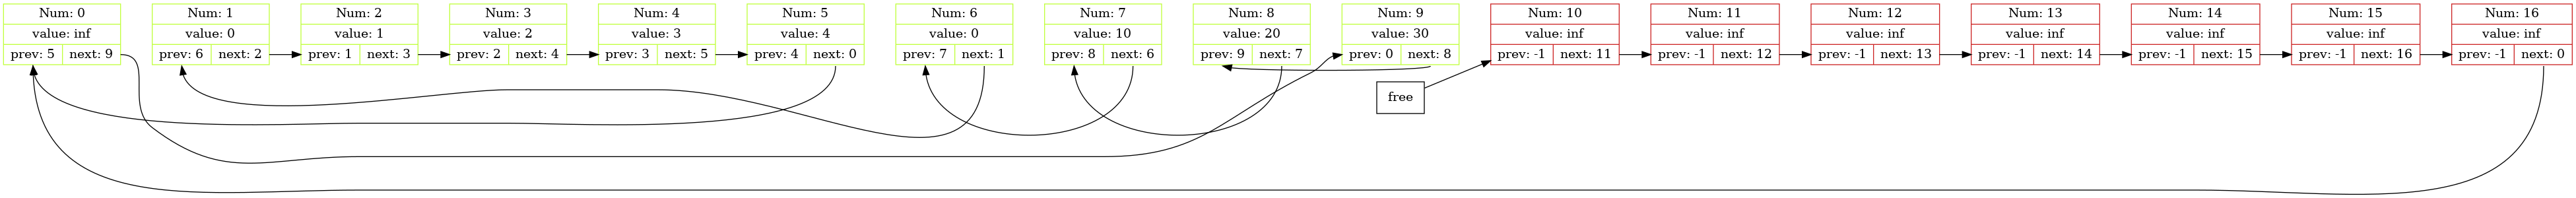 Num: 0
value: inf
prev: 5 next: 9
Num: 1
value: 0
prev: 6 next: 2
Num: 2
value: 1
prev: 1 next: 3
Num: 3
value: 2
prev: 2 next: 4
Num: 4
value: 3
prev: 3 next: 5
Num: 5
value: 4
prev: 4 next: 0
Num: 6
value: 0
prev: 7 next: 1
Num: 7
value: 10
prev: 8 next: 6
Num: 8
value: 20
prev: 9 next: 7
Num: 9
value: 30
prev: 0 next: 8
Num: 10
value: inf
prev: -1 next: 11
Num: 11
value: inf
prev: -1 next: 12
Num: 12
value: inf
prev: -1 next: 13
Num: 13
value: inf
prev: -1 next: 14
Num: 14
value: inf
prev: -1 next: 15
Num: 15
value: inf
prev: -1 next: 16
Num: 16
value: inf
prev: -1 next: 0
free